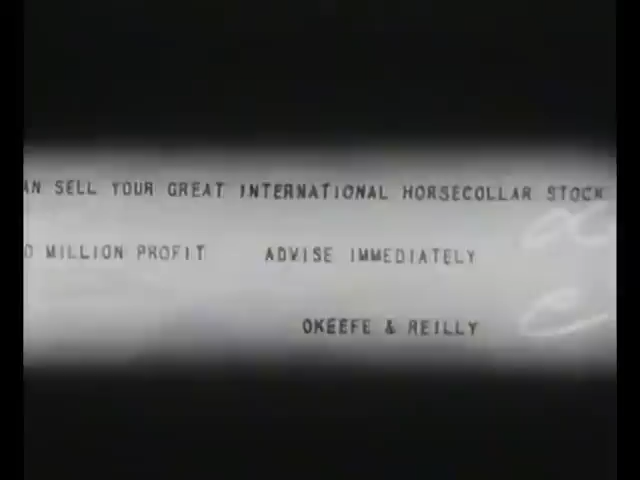 AN SELL YOUR GREAT INTERNATIONAL HORSECOLLAR STOCK
MILLION PROFIT ADVISE IMMEDIATELY
OKEEFE & REILLY